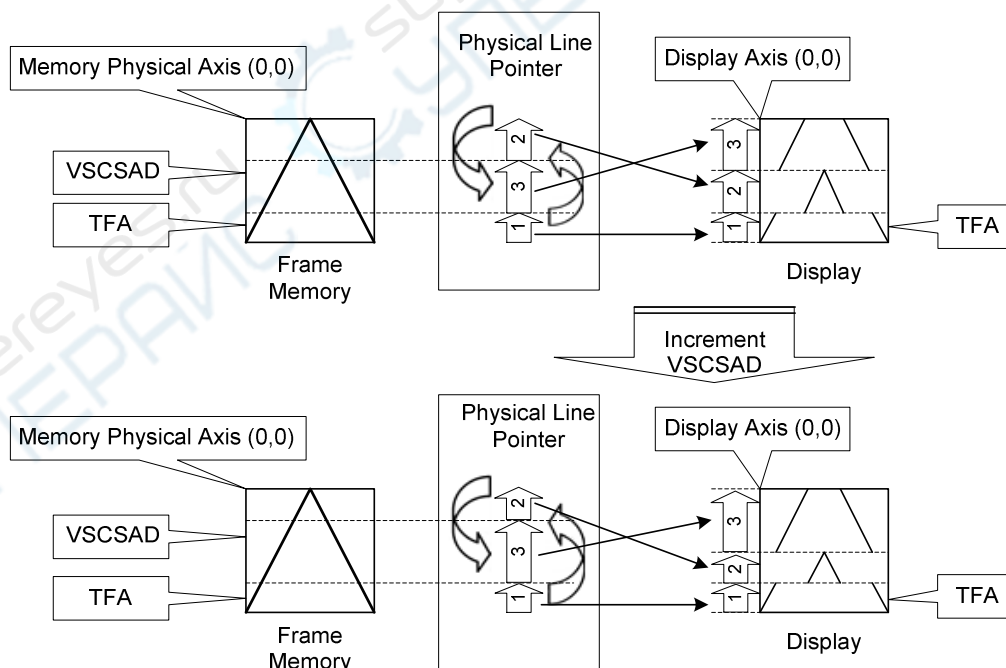 Physical Line
Pointer
Memory Physical Axis (0,0)
Display Axis (0,0)
VSCSAD
TFA
2
3
1
3
2
1
TFA
Frame
Memory
Display
Increment
VSCSAD
Physical Line
Pointer
Memory Physical Axis (0,0)
Display Axis (0,0)
VSCSAD
TFA
2
3
1
3
2
1
TFA
Frame
Memory
Display